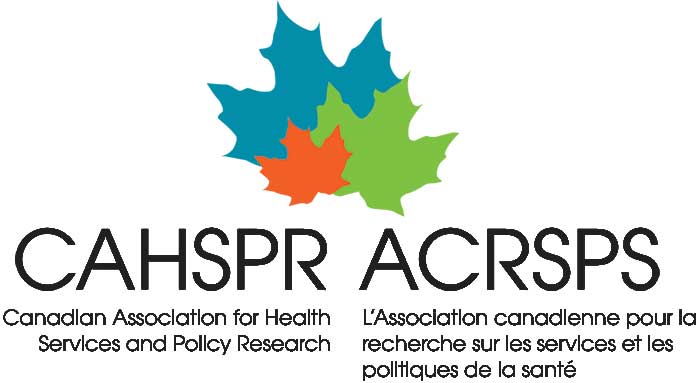 CAHSPR ACRSPS
Canadian Association for Health
Services and Policy Research
L'Association canadienne pour la
recherche sur les services et les
politiques de la santé